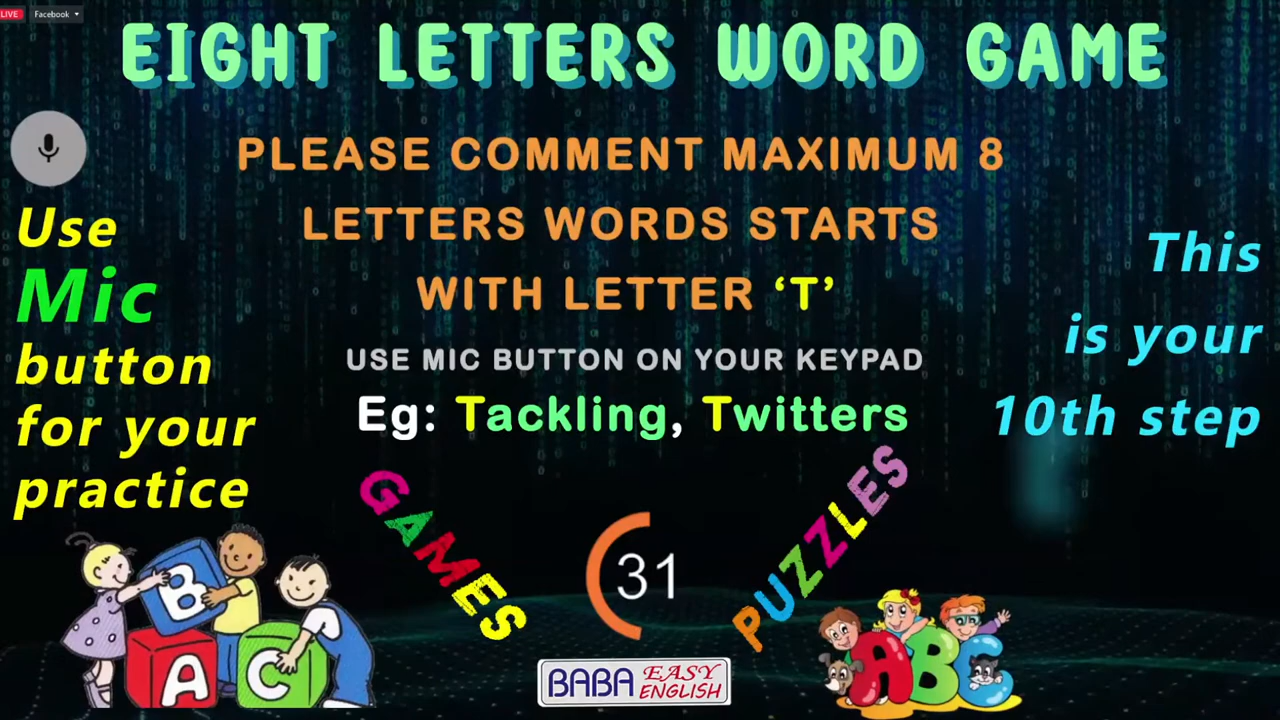 LIVE
Facebook
EIGHT LETTERS WORD GAME
PLEASE COMMENT MAXIMUM 8
LETTERS WORDS STARTS
WITH LETTER ‘T’
USE MIC BUTTON ON YOUR KEYPAD
Eg: Tackling, Twitters
Use
Mic
button
for your
practice
This
is your
10th step
GAMES
31
PUZZLES
B
A C
BABA EASY
ENGLISH
ABC